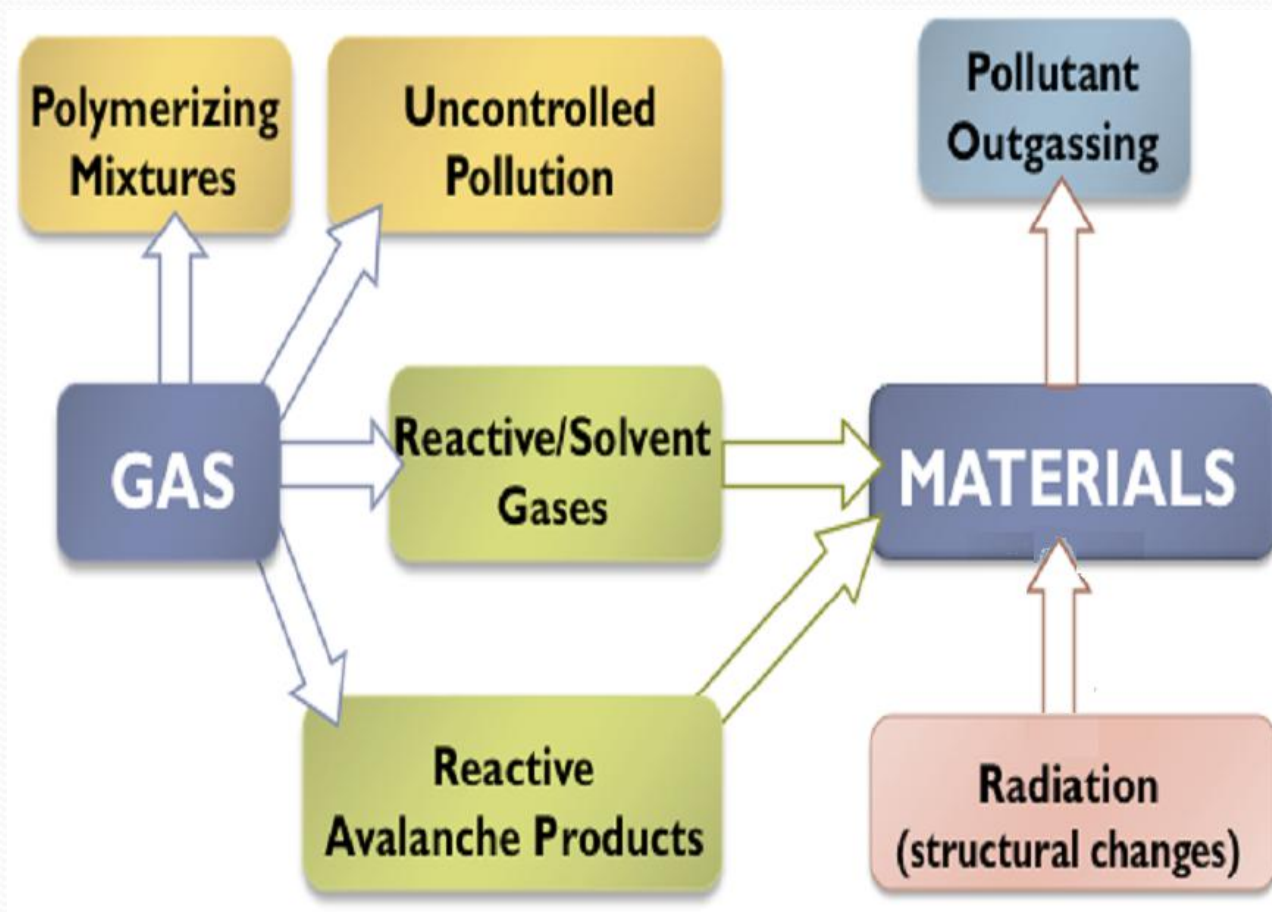 Polymerizing
Mixtures
Uncontrolled
Pollution
Pollutant
Outgassing
GAS
Reactive/Solvent
Gases
MATERIALS
Reactive
Avalanche Products
Radiation
(structural changes)